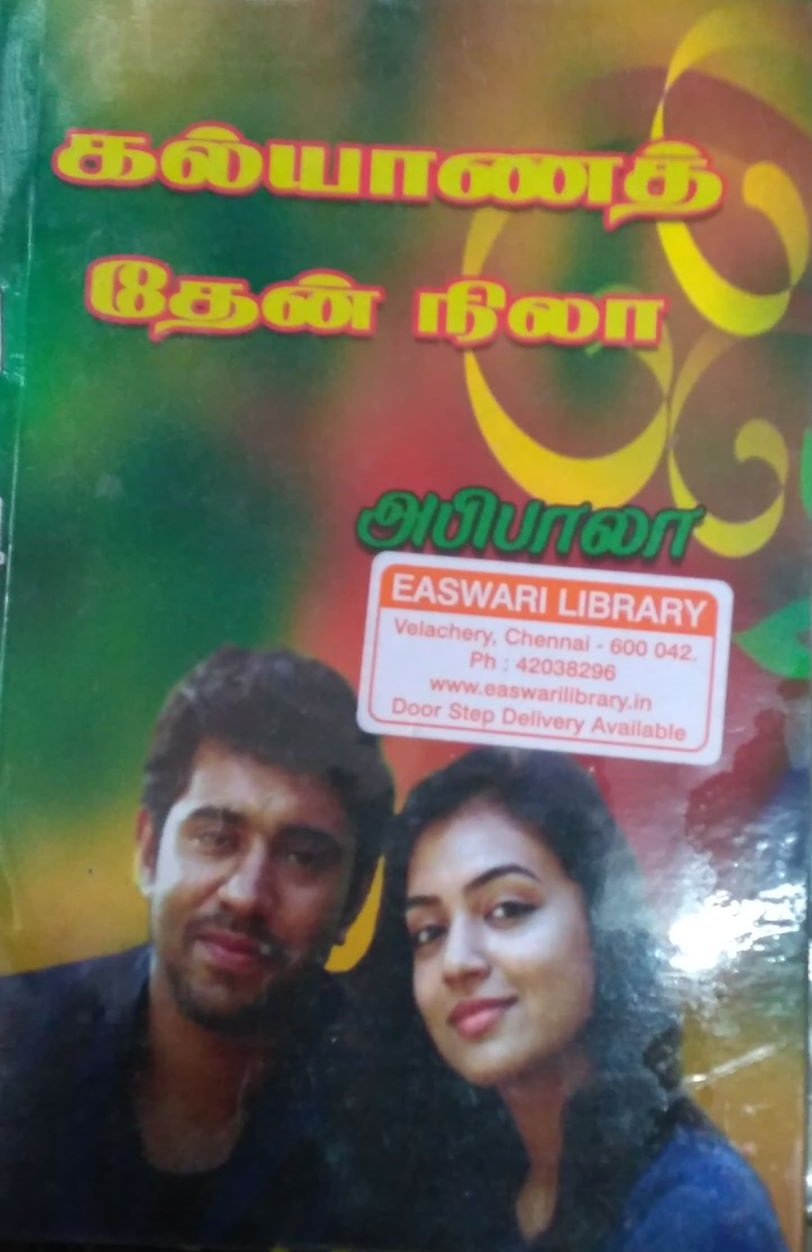 கல்யாணத்
தேன் நிலா
அபிபாலா
EASWARI LIBRARY
Velachery, Chennai - 600 042.
Ph : 42038296
www.easwarilibrary.in
Door Step Delivery Available